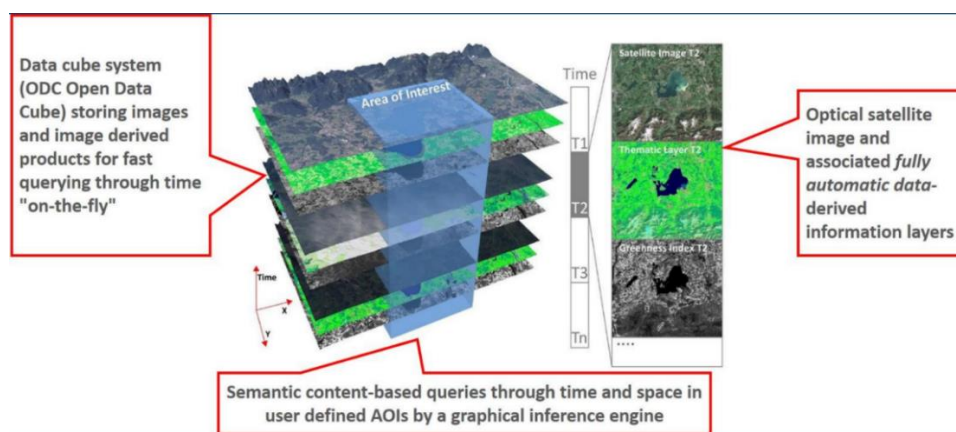 Data cube system
(ODC Open Data
Cube) storing images
and image derived
products for fast
querying through time
"on-the-fly"
Area of Interest
Time
X
Y
Time
T1
T2
T3
Tn
Satellite Image T2
Thematic Layer T2
Greenness Index T2
....
Optical satellite
image and
associated fully
automatic data-
derived
information layers
Semantic content-based queries through time and space in
user defined AOIs by a graphical inference engine